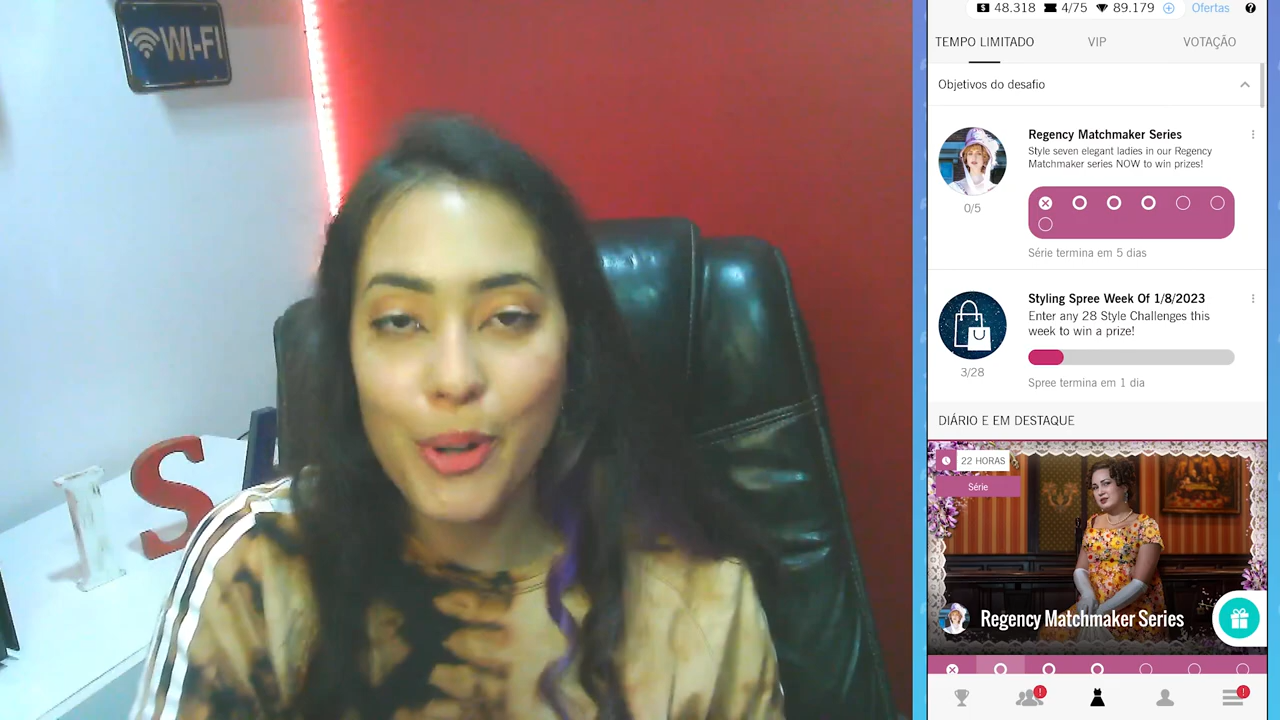 WI-FI
I S
48.318 4/75 89.179 Ofertas
TEMPO LIMITADO VIP VOTAÇÃO
Objetivos do desafio
Regency Matchmaker Series
Style seven elegant ladies in our Regency
Matchmaker series NOW to win prizes!
0/5
Série termina em 5 dias
Styling Spree Week Of 1/8/2023
Enter any 28 Style Challenges this
week to win a prize!
3/28
Spree termina em 1 dia
DIÁRIO E EM DESTAQUE
22 HORAS
Série
Regency Matchmaker Series